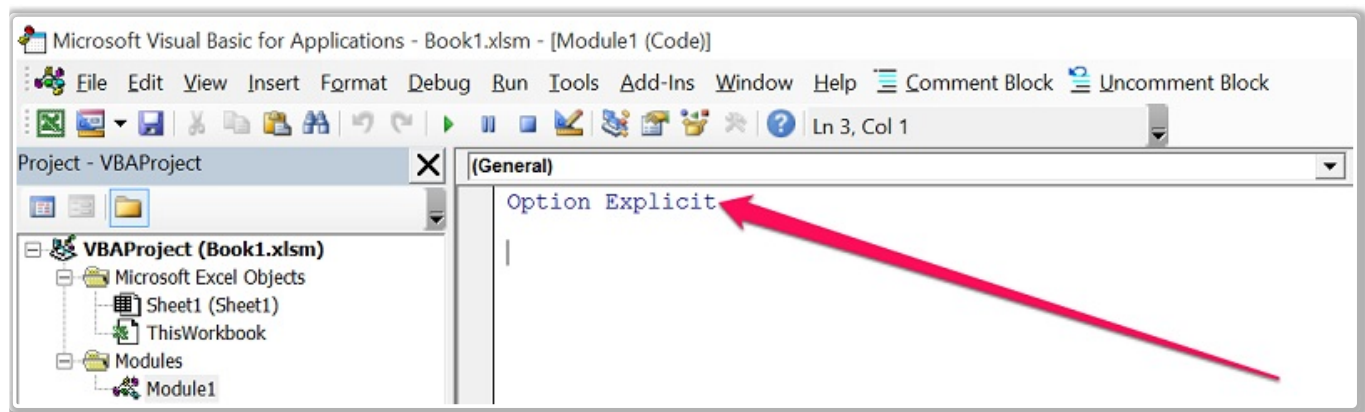 Microsoft Visual Basic for Applications - Book1.xlsm - [Module1 (Code)]
File Edit View Insert Format Debug Run Tools Add-Ins Window Help Comment Block Uncomment Block
Ln 3, Col 1
Project - VBAProject
(General)
Option Explicit
VBAProject (Book1.xlsm)
Microsoft Excel Objects
Sheet1 (Sheet1)
ThisWorkbook
Modules
Module1